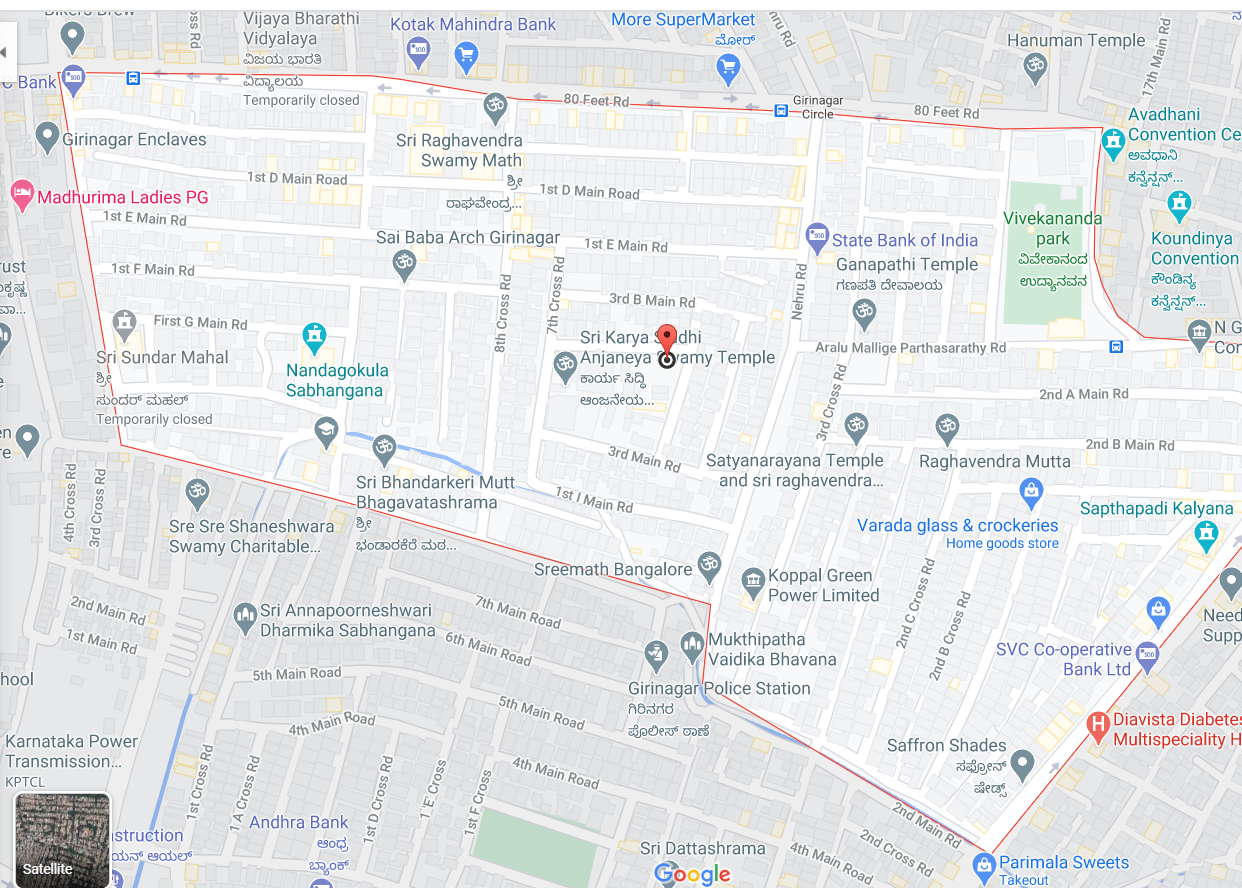 Bikers Brew
Vijaya Bharathi
Vidyalaya
ವಿಜಯ ಭಾರತಿ
ವಿದ್ಯಾಲಯ
Temporarily closed
Kotak Mahindra Bank
More SuperMarket
ಮೋರ್
Hanuman Temple
17th Main Rd
C Bank
80 Feet Rd
Girinagar
Circle
80 Feet Rd
Avadhani
Convention Ce
ಅವಧಾನಿ
ಕನ್ವೆನ್ಷನ್...
Girinagar Enclaves
Sri Raghavendra
Swamy Math
ಶ್ರೀ
ರಾಘವೇಂದ್ರ...
1st D Main Road
1st D Main Road
Madhurima Ladies PG
1st E Main Rd
Sai Baba Arch Girinagar
1st E Main Rd
State Bank of India
Ganapathi Temple
ಗಣಪತಿ ದೇವಾಲಯ
Vivekananda
park
ವಿವೇಕಾನಂದ
ಉದ್ಯಾನವನ
Koundinya
Convention
ಕೌಂಡಿನ್ಯ
ಕನ್ವೆನ್ಷನ್...
rust
1st F Main Rd
8th Cross Rd
7th Cross Rd
3rd B Main Rd
Nehru Rd
First G Main Rd
Sri Sundar Mahal
ಶ್ರೀ
ಸುಂದರ್ ಮಹಲ್
Temporarily closed
Nandagokula
Sabhangana
Sri Karya Siddhi
Anjaneya Swamy Temple
ಕಾರ್ಯ ಸಿದ್ಧಿ
ಆಂಜನೇಯ...
Aralu Mallige Parthasarathy Rd
N G
Con
3rd Cross Rd
2nd A Main Rd
2nd B Main Rd
3rd Main Rd
Satyanarayana Temple
and sri raghavendra...
Raghavendra Mutta
4th Cross Rd
3rd Cross Rd
Sri Bhandarkeri Mutt
Bhagavatashrama
ಶ್ರೀ
ಭಂಡಾರಕೆರೆ ಮಠ...
1st I Main Rd
Sre Sre Shaneshwara
Swamy Charitable...
Varada glass & crockeries
Home goods store
Sapthapadi Kalyana
Sreemath Bangalore
Koppal Green
Power Limited
2nd C Cross Rd
2nd B Cross Rd
Need
Supp
2nd Main Rd
1st Main Rd
Sri Annapoorneshwari
Dharmika Sabhangana
7th Main Road
6th Main Road
Mukthipatha
Vaidika Bhavana
SVC Co-operative
Bank Ltd
hool
5th Main Road
Girinagar Police Station
ಗಿರಿನಗರ
ಪೊಲೀಸ್ ಠಾಣೆ
5th Main Road
4th Main Road
Diavista Diabetes
Multispeciality H
Karnataka Power
Transmission...
KPTCL
Saffron Shades
ಸಫ್ರೋನ್
ಶೇಡ್ಸ್
1st Cross Rd
1 A Cross Rd
1st D Cross Rd
1 'E' Cross
1st F Cross
4th Main Road
2nd Main Rd
Andhra Bank
ಆಂಧ್ರ
ಬ್ಯಾಂಕ್
nstruction
ಯನ್ ಆಯಲ್
Satellite
Sri Dattashrama
Google
4th Main Road
2nd Cross Rd
Parimala Sweets
Takeout